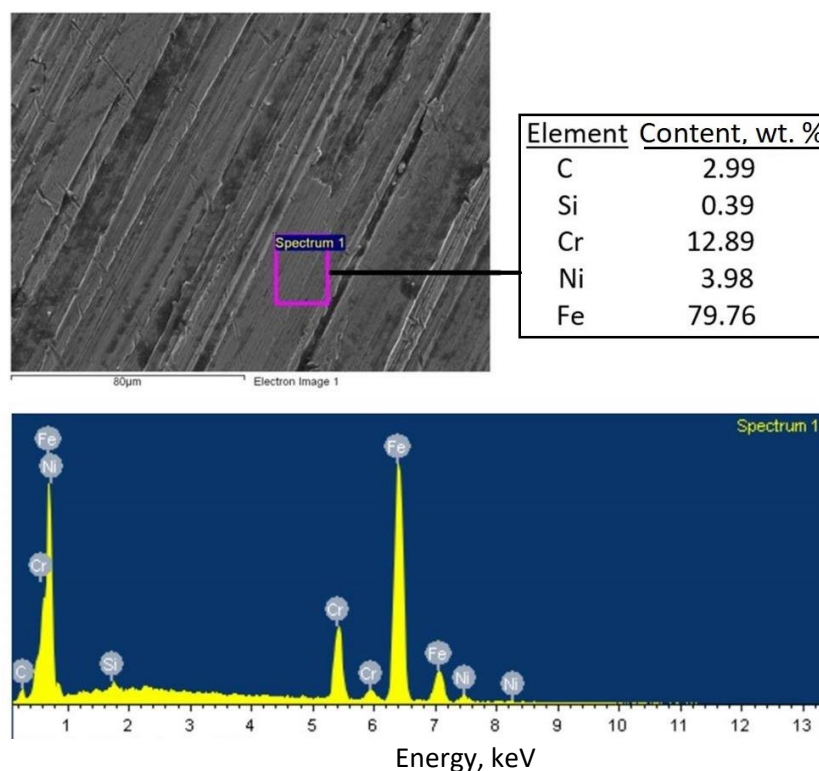 Element Content, wt. %
C 2.99
Si 0.39
Cr 12.89
Ni 3.98
Fe 79.76
Spectrum 1
80µm Electron Image 1
Spectrum 1
Fe
Ni
Cr
C
Si
Cr
Cr
Fe
Fe
Ni
Ni
1 2 3 4 5 6 7 8 9 10 11 12 13
Energy, keV